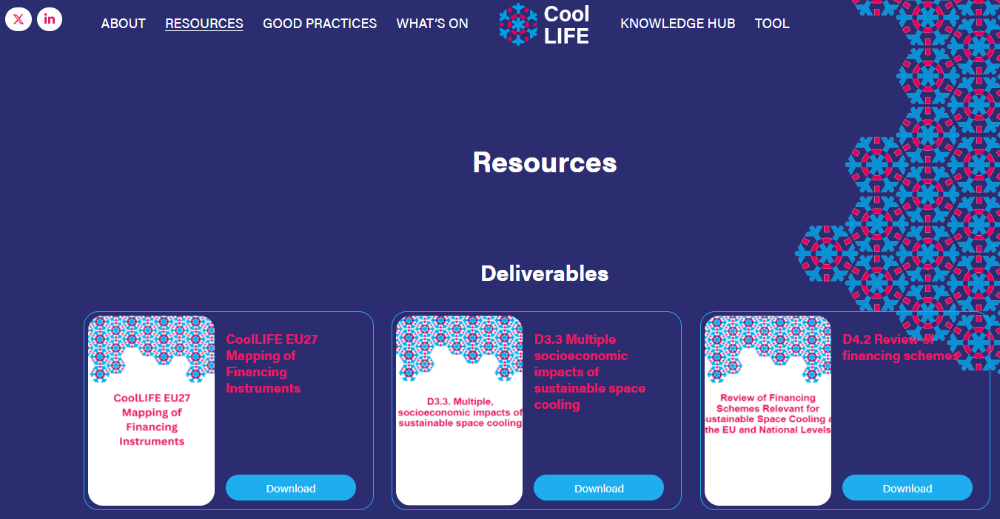 ABOUT RESOURCES GOOD PRACTICES WHAT'S ON Cool LIFE KNOWLEDGE HUB TOOL
Resources
Deliverables
CoolLIFE EU27
Mapping of
Financing
Instruments
CoolLIFE EU27
Mapping of
Financing
Instruments
Download
D3.3. Multiple,
socioeconomic impacts of
sustainable space cooling
D3.3 Multiple
socioeconomic
impacts of
sustainable space
cooling
Download
Review of Financing
Schemes Relevant for
ustainable Space Cooling a
the EU and National Levels
D4.2 Review of
financing schemes
Download